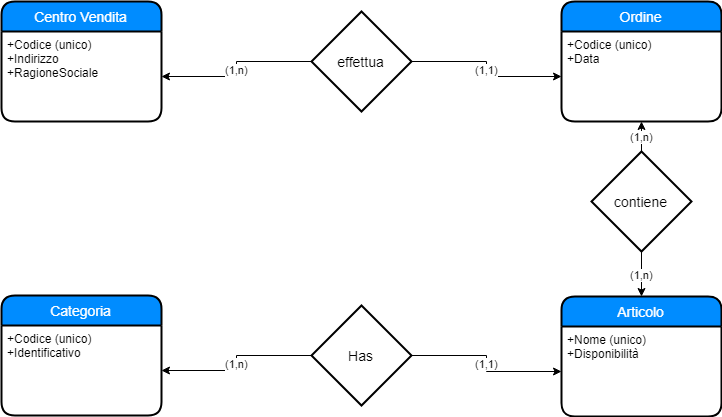 Centro Vendita
+Codice (unico)
+Indirizzo
+RagioneSociale
(1,n)
effettua
(1,1)
Ordine
+Codice (unico)
+Data
(1,n)
contiene
(1,n)
Categoria
+Codice (unico)
+Identificativo
(1,n)
Has
(1,1)
Articolo
+Nome (unico)
+Disponibilità